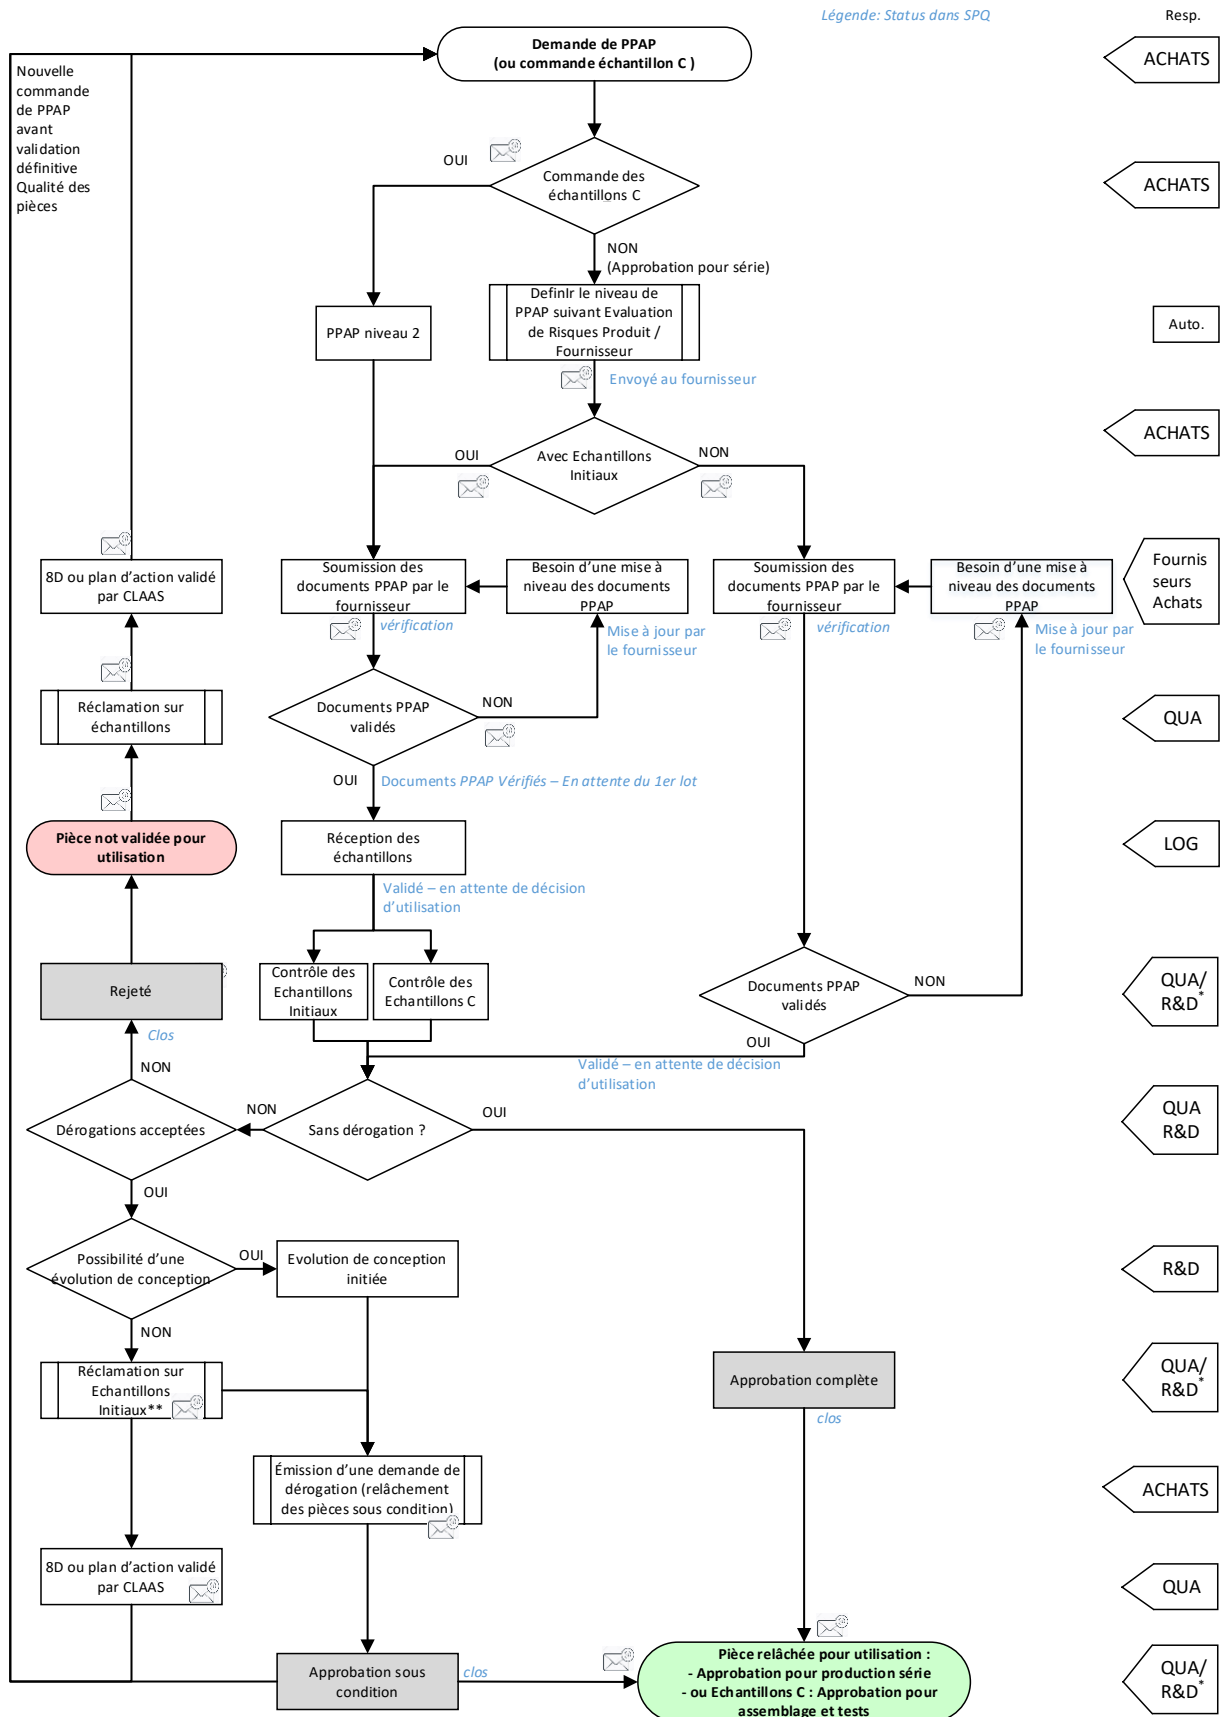 Légende: Status dans SPQ
Resp.
Demande de PPAP
(ou commande échantillon C )
ACHATS
Nouvelle
commande
de PPAP
avant
validation
définitive
Qualité des
pièces
OUI
Commande des
échantillons C
ACHATS
NON
(Approbation pour série)
PPAP niveau 2
DefinIr le niveau de
PPAP suivant Evaluation
de Risques Produit /
Fournisseur
Auto.
Envoyé au fournisseur
ACHATS
OUI
Avec Echantillons
Initiaux
NON
8D ou plan d’action validé
par CLAAS
Soumission des
documents PPAP par le
fournisseur
Besoin d’une mise à
niveau des documents
PPAP
Soumission des
documents PPAP par le
fournisseur
Besoin d’une mise à
niveau des documents
PPAP
Fournis
seurs
Achats
vérification
Mise à jour par
le fournisseur
vérification
Mise à jour par
le fournisseur
Réclamation sur
échantillons
Documents PPAP
validés
NON
QUA
OUI
Documents PPAP Vérifiés – En attente du 1er lot
Pièce not validée pour
utilisation
Réception des
échantillons
LOG
Validé – en attente de décision
d’utilisation
Rejeté
Contrôle des
Echantillons
Initiaux
Contrôle des
Echantillons C
Documents PPAP
validés
NON
QUA/
R&D*
Clos
OUI
Validé – en attente de décision
d’utilisation
NON
Dérogations acceptées
NON
Sans dérogation ?
OUI
QUA
R&D
OUI
Possibilité d’une
évolution de conception
OUI
Evolution de conception
initiée
R&D
NON
Réclamation sur
Echantillons
Initiaux**
Approbation complète
QUA/
R&D*
clos
Émission d’une demande de
dérogation (relâchement
des pièces sous condition)
ACHATS
8D ou plan d’action validé
par CLAAS
QUA
Approbation sous
condition
clos
Pièce relâchée pour utilisation :
- Approbation pour production série
- ou Echantillons C : Approbation pour
assemblage et tests
QUA/
R&D*